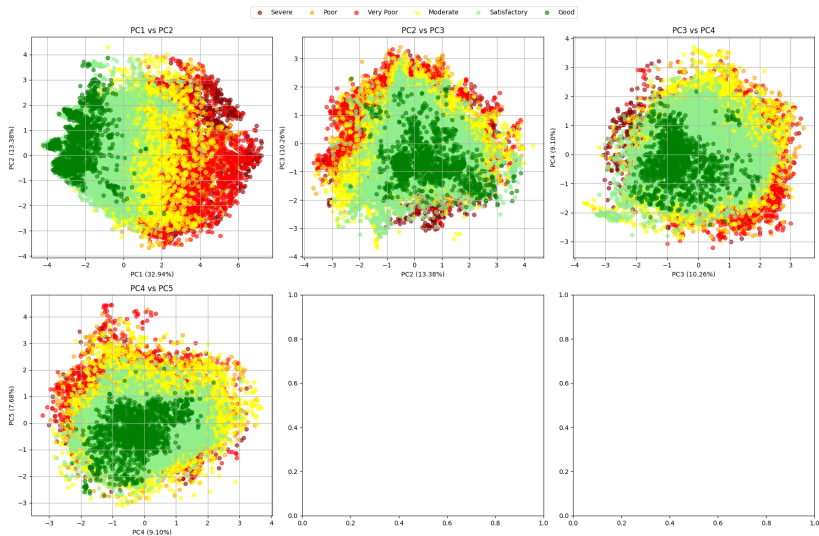 Severe Poor Very Poor Moderate Satisfactory Good
PC1 vs PC2
PC2 (13.38%)
4
3
2
1
0
−1
−2
−3
−4
−4 −2 0 2 4 6
PC1 (32.94%)
PC2 vs PC3
PC3 (10.26%)
3
2
1
0
−1
−2
−3
−4
−4 −3 −2 −1 0 1 2 3 4
PC2 (13.38%)
PC3 vs PC4
PC4 (9.10%)
4
3
2
1
0
−1
−2
−3
−4 −3 −2 −1 0 1 2 3
PC3 (10.26%)
PC4 vs PC5
PC5 (7.68%)
4
3
2
1
0
−1
−2
−3
−3 −2 −1 0 1 2 3 4
PC4 (9.10%)
1.0
0.8
0.6
0.4
0.2
0.0
0.0 0.2 0.4 0.6 0.8 1.0
1.0
0.8
0.6
0.4
0.2
0.0
0.0 0.2 0.4 0.6 0.8 1.0